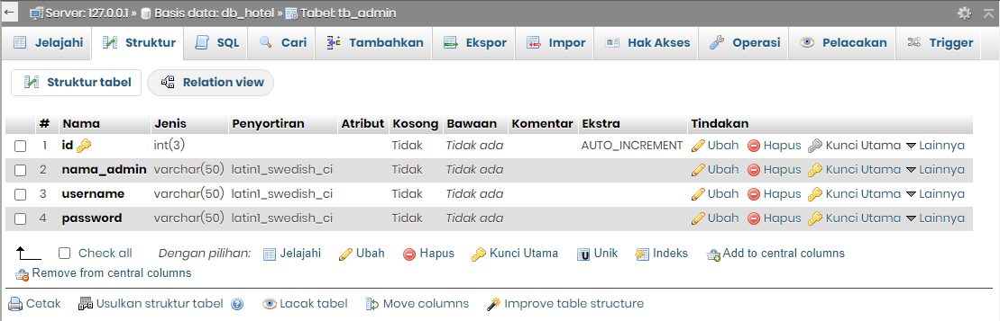 Server: 127.0.0.1 » Basis data: db_hotel » Tabel: tb_admin
Jelajahi Struktur SQL Cari Tambahkan Ekspor Impor Hak Akses Operasi Pelacakan Trigger
Struktur tabel Relation view
# Nama Jenis Penyortiran Atribut Kosong Bawaan Komentar Ekstra Tindakan
1 id int(3) Tidak Tidak ada AUTO_INCREMENT Ubah Hapus Kunci Utama Lainnya
2 nama_admin varchar(50) latin1_swedish_ci Tidak Tidak ada Ubah Hapus Kunci Utama Lainnya
3 username varchar(50) latin1_swedish_ci Tidak Tidak ada Ubah Hapus Kunci Utama Lainnya
4 password varchar(50) latin1_swedish_ci Tidak Tidak ada Ubah Hapus Kunci Utama Lainnya
Check all Dengan pilihan: Jelajahi Ubah Hapus Kunci Utama Unik Indeks Add to central columns
Remove from central columns
Cetak Usulkan struktur tabel Lacak tabel Move columns Improve table structure